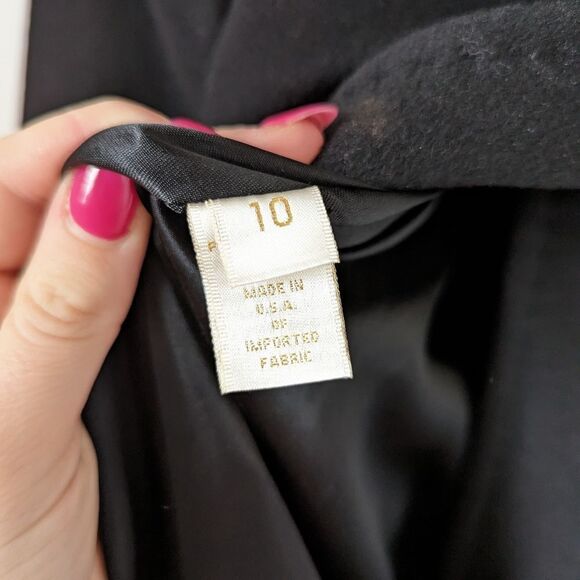 10
MADE IN
U.S.A.
OF
IMPORTED
FABRIC